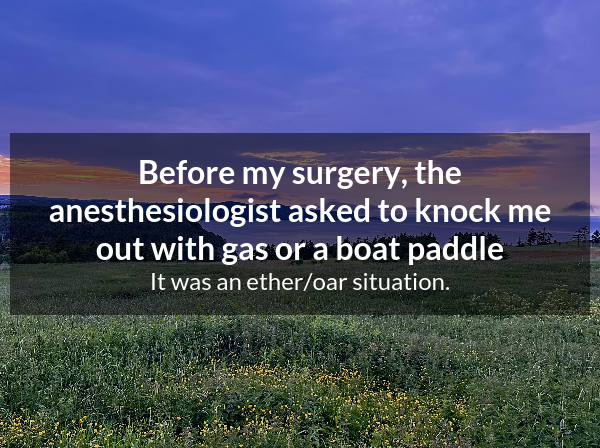 Before my surgery, the
anesthesiologist asked to knock me
out with gas or a boat paddle
It was an ether/oar situation.